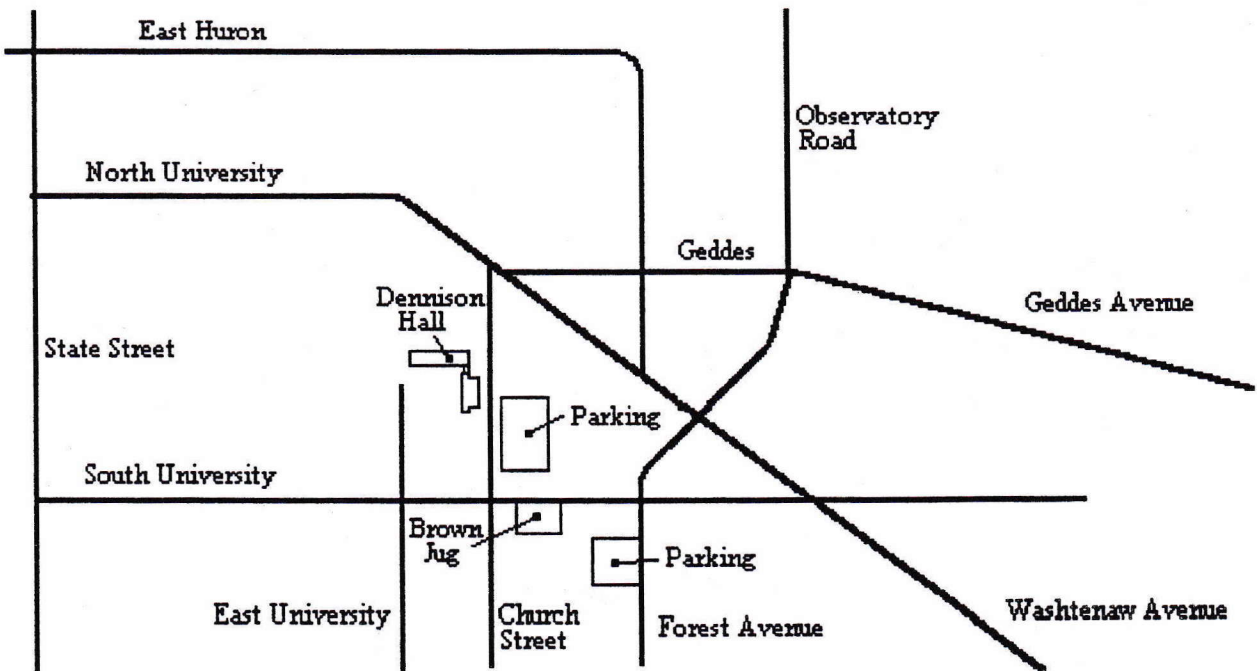 East Huron
Observatory
Road
North University
Geddes
Dennison
Hall
Geddes Avenue
State Street
Parking
South University
Brown
Jug
Parking
East University
Church
Street
Forest Avenue
Washtenaw Avenue